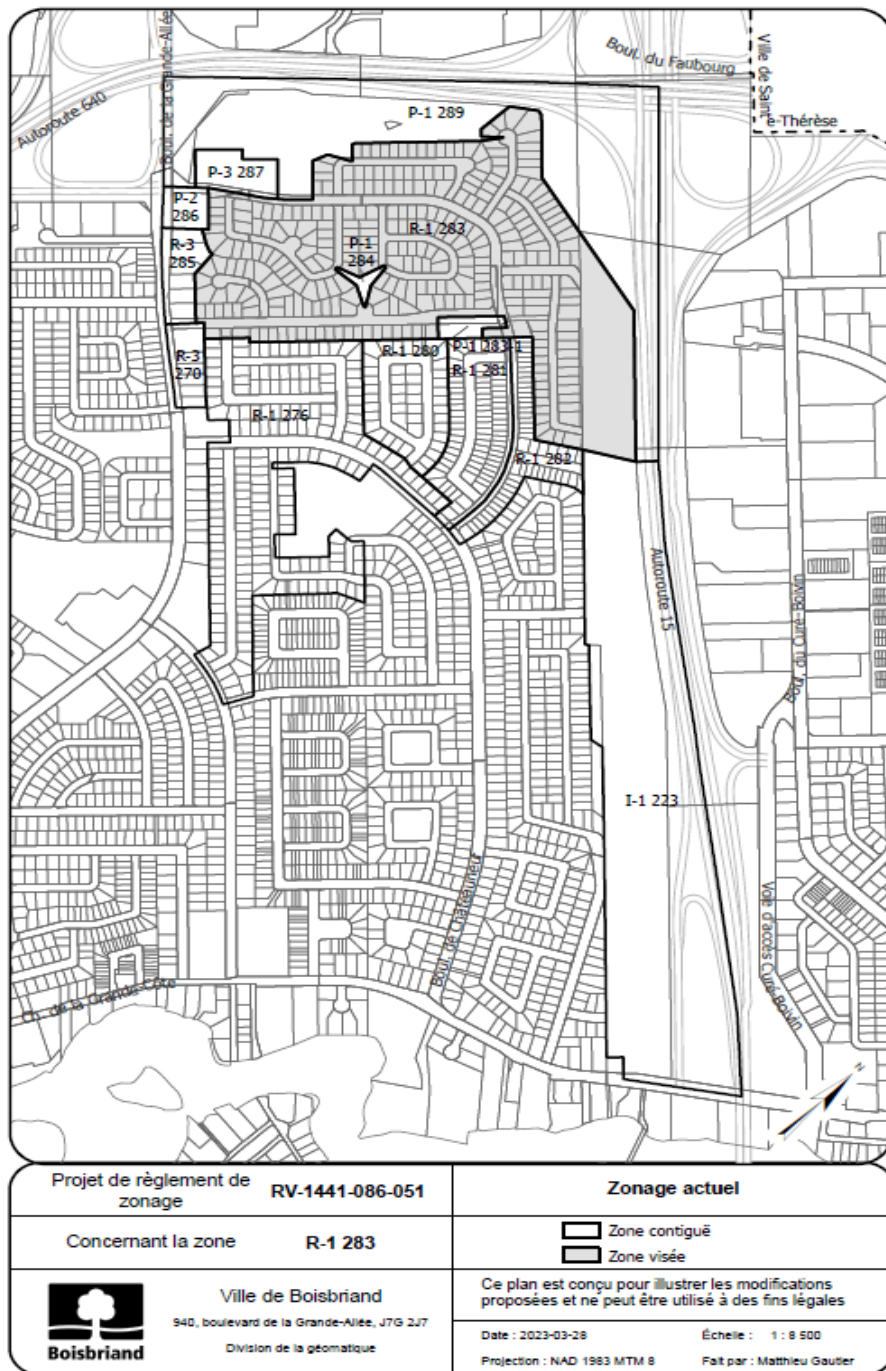 Boul. du Faubourg
Ville de Saint
e-Thérèse
Autoroute 640
Boul. de la Grande-Allée
P-1 289
P-3 287
P-2
286
R-1 283
P-1
284
R-3
285
R-3
270
R-1 280
P-1 283-1
R-1 281
R-1 276
R-1 282
Autoroute 15
Boul. du Curé-Boivin
I-1 223
Boul. de Châteauneuf
Voie d'accès Curé-Boivin
Ch. de la Grande-Côte
N
Projet de règlement de
zonage
RV-1441-086-051
Zonage actuel
Concernant la zone
R-1 283
Zone contiguë
Zone visée
Boisbriand
Ville de Boisbriand
940, boulevard de la Grande-Allée, J7G 2J7
Division de la géomatique
Ce plan est conçu pour illustrer les modifications
proposées et ne peut être utilisé à des fins légales
Date : 2023-03-28
Échelle : 1 : 8 500
Projection : NAD 1983 MTM 8
Fait par : Matthieu Gautier